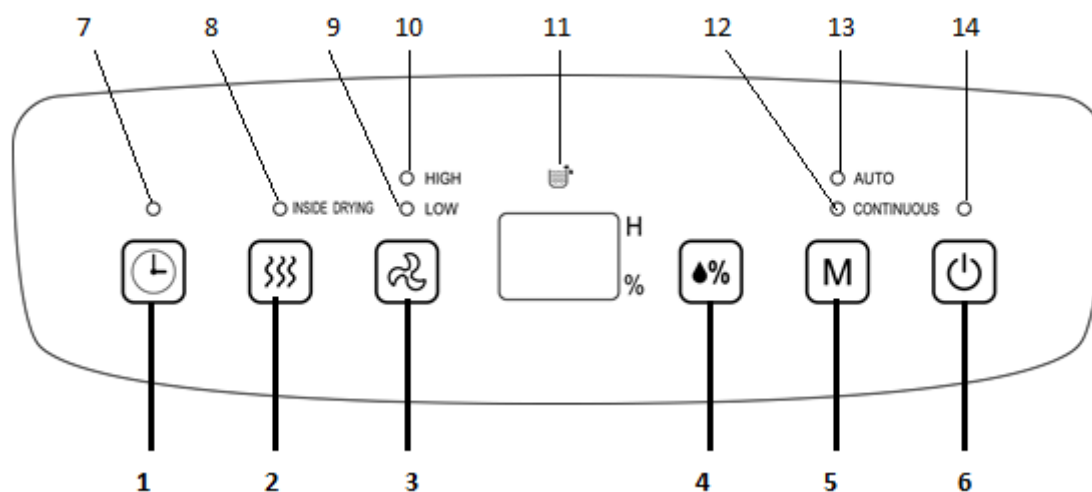 7 8 9 10 11 12 13 14
HIGH AUTO
INSIDE DRYING LOW CONTINUOUS
H
% % M
1 2 3 4 5 6